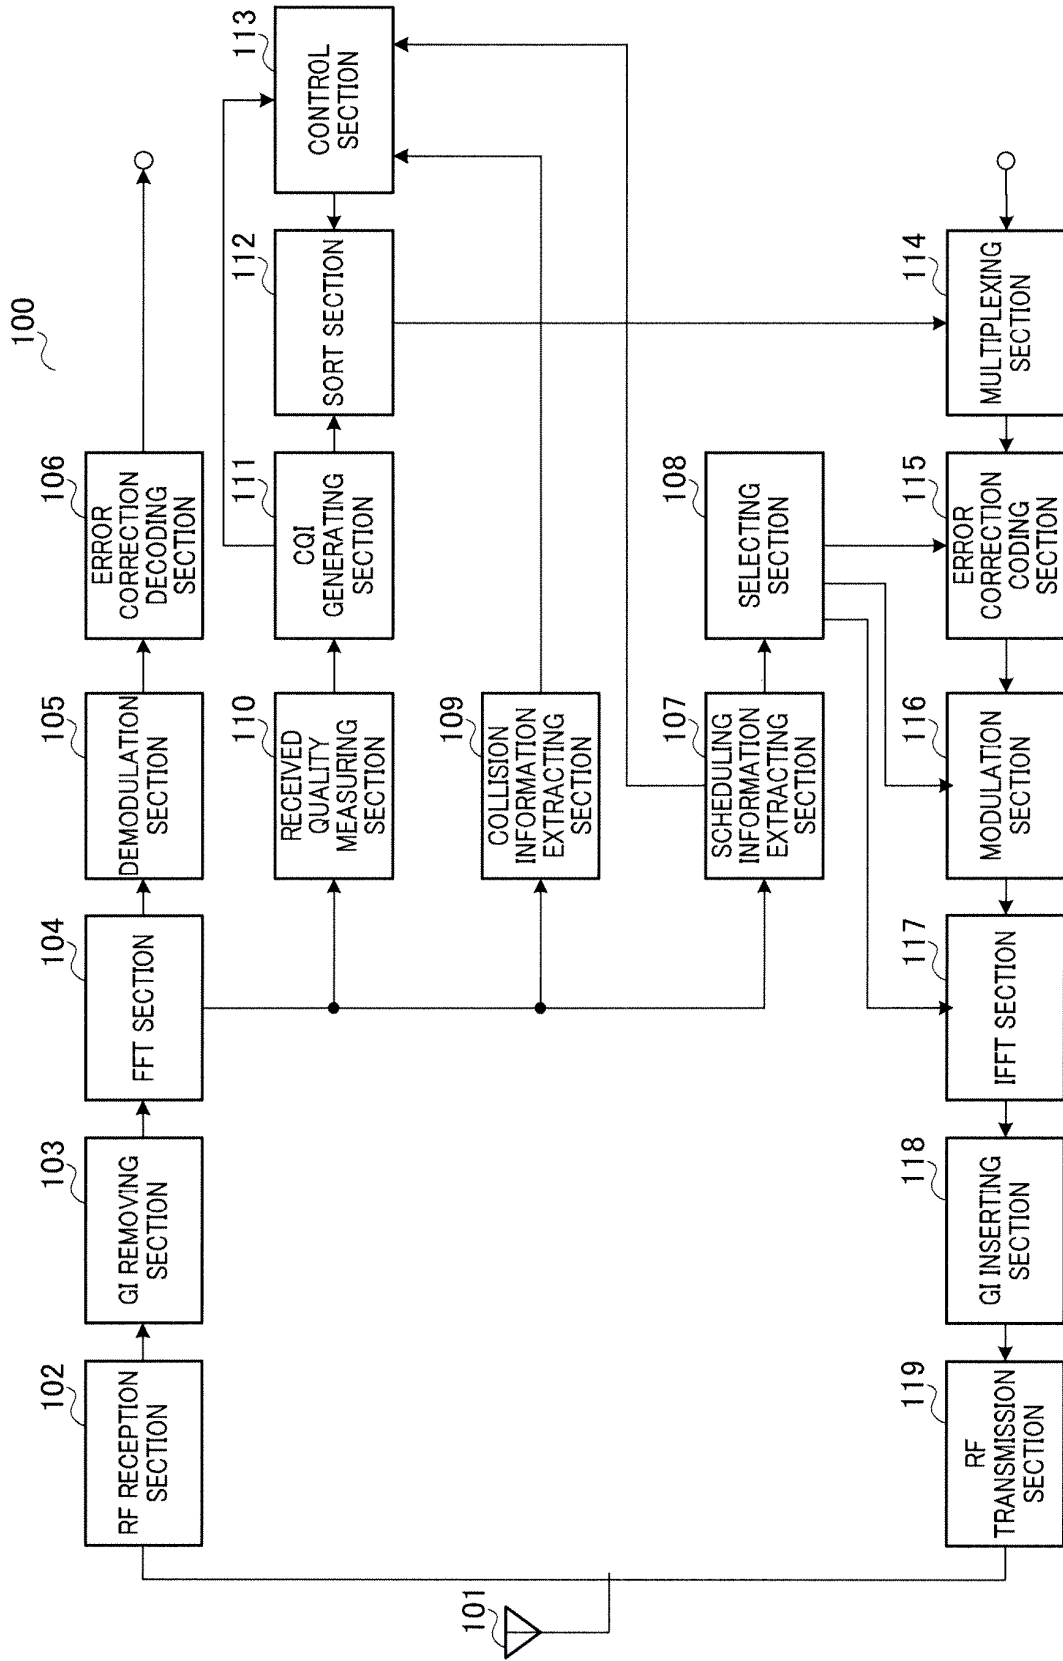 100
101
102
RF RECEPTION
SECTION
103
GI REMOVING
SECTION
104
FFT SECTION
105
DEMODULATION
SECTION
106
ERROR
CORRECTION
DECODING
SECTION
110
RECEIVED
QUALITY
MEASURING
SECTION
111
CQI
GENERATING
SECTION
112
SORT SECTION
113
CONTROL
SECTION
109
COLLISION
INFORMATION
EXTRACTING
SECTION
107
SCHEDULING
INFORMATION
EXTRACTING
SECTION
108
SELECTING
SECTION
119
RF
TRANSMISSION
SECTION
118
GI INSERTING
SECTION
117
IFFT SECTION
116
MODULATION
SECTION
115
ERROR
CORRECTION
CODING
SECTION
114
MULTIPLEXING
SECTION